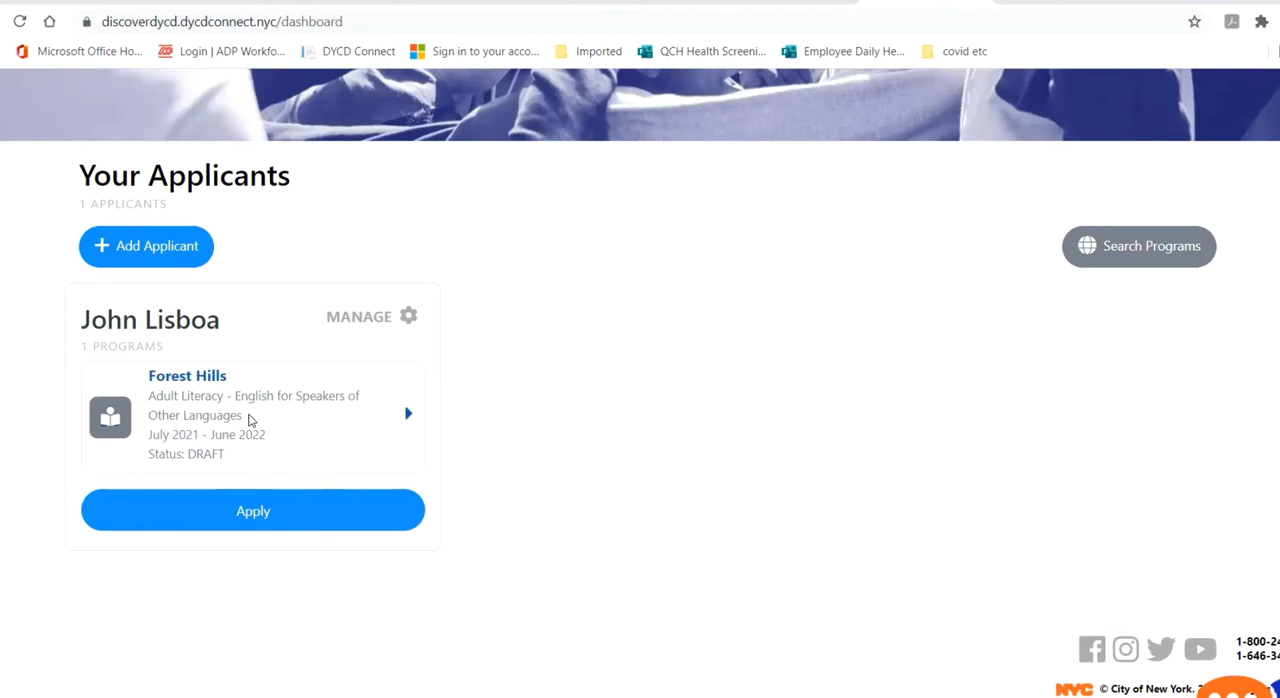 discoverdycd.dycdconnect.nyc/dashboard
Microsoft Office Ho... Login | ADP Workfo... DYCD Connect Sign in to your acco... Imported QCH Health Screeni... Employee Daily He... covid etc
Your Applicants
1 APPLICANTS
Add Applicant
Search Programs
John Lisboa
MANAGE
1 PROGRAMS
Forest Hills
Adult Literacy - English for Speakers of
Other Languages
July 2021 - June 2022
Status: DRAFT
Apply
1-800-24
1-646-34
NYC © City of New York.